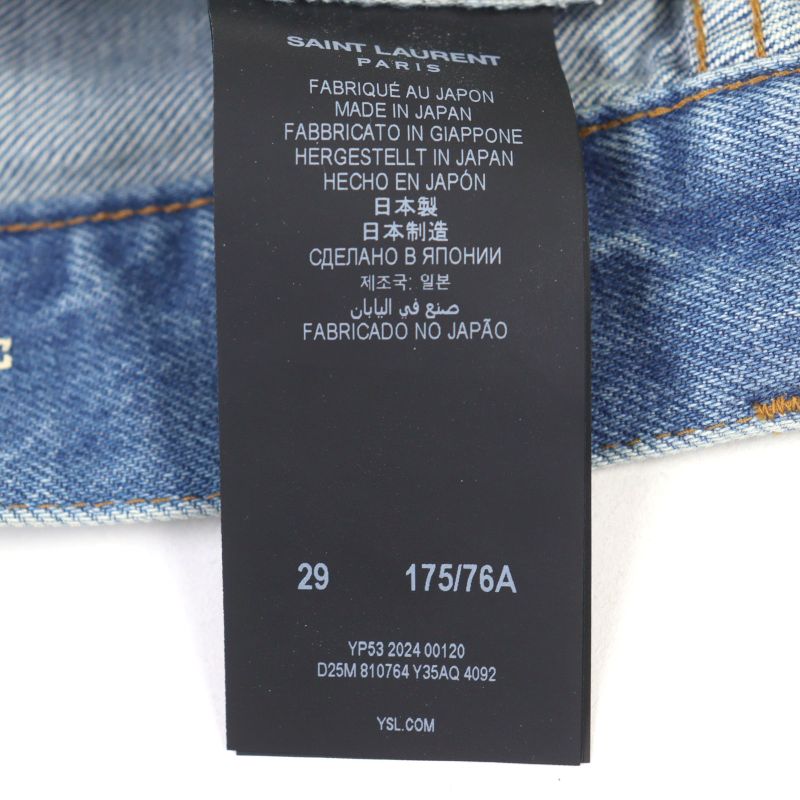 SAINT LAURENT
PARIS
FABRIQUÉ AU JAPON
MADE IN JAPAN
FABBRICATO IN GIAPPONE
HERGESTELLT IN JAPAN
HECHO EN JAPÓN
日本製
日本制造
СДЕЛАНО В ЯПОНИИ
제조국: 일본
صنع في اليابان
FABRICADO NO JAPÃO
29 175/76A
YP53 2024 00120
D25M 810764 Y35AQ 4092
YSL.COM